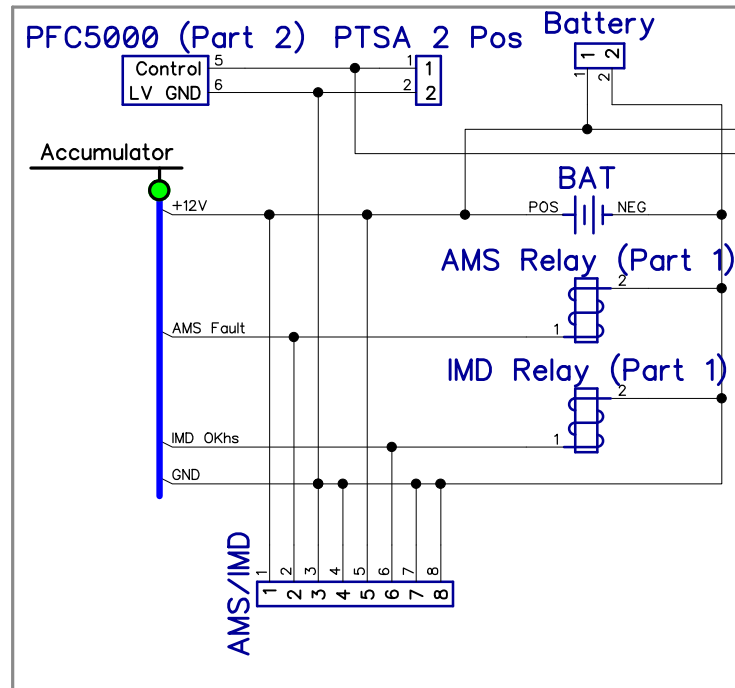 PFC5000 (Part 2) PTSA 2 Pos Battery
Control 5 1 1
LV GND 6 2 2
1 2
1 2
Accumulator
+12V
BAT
POS NEG
AMS Relay (Part 1)
2
AMS Fault 1
IMD Relay (Part 1)
2
IMD OKhs 1
GND
AMS/IMD
1 2 3 4 5 6 7 8
1 2 3 4 5 6 7 8